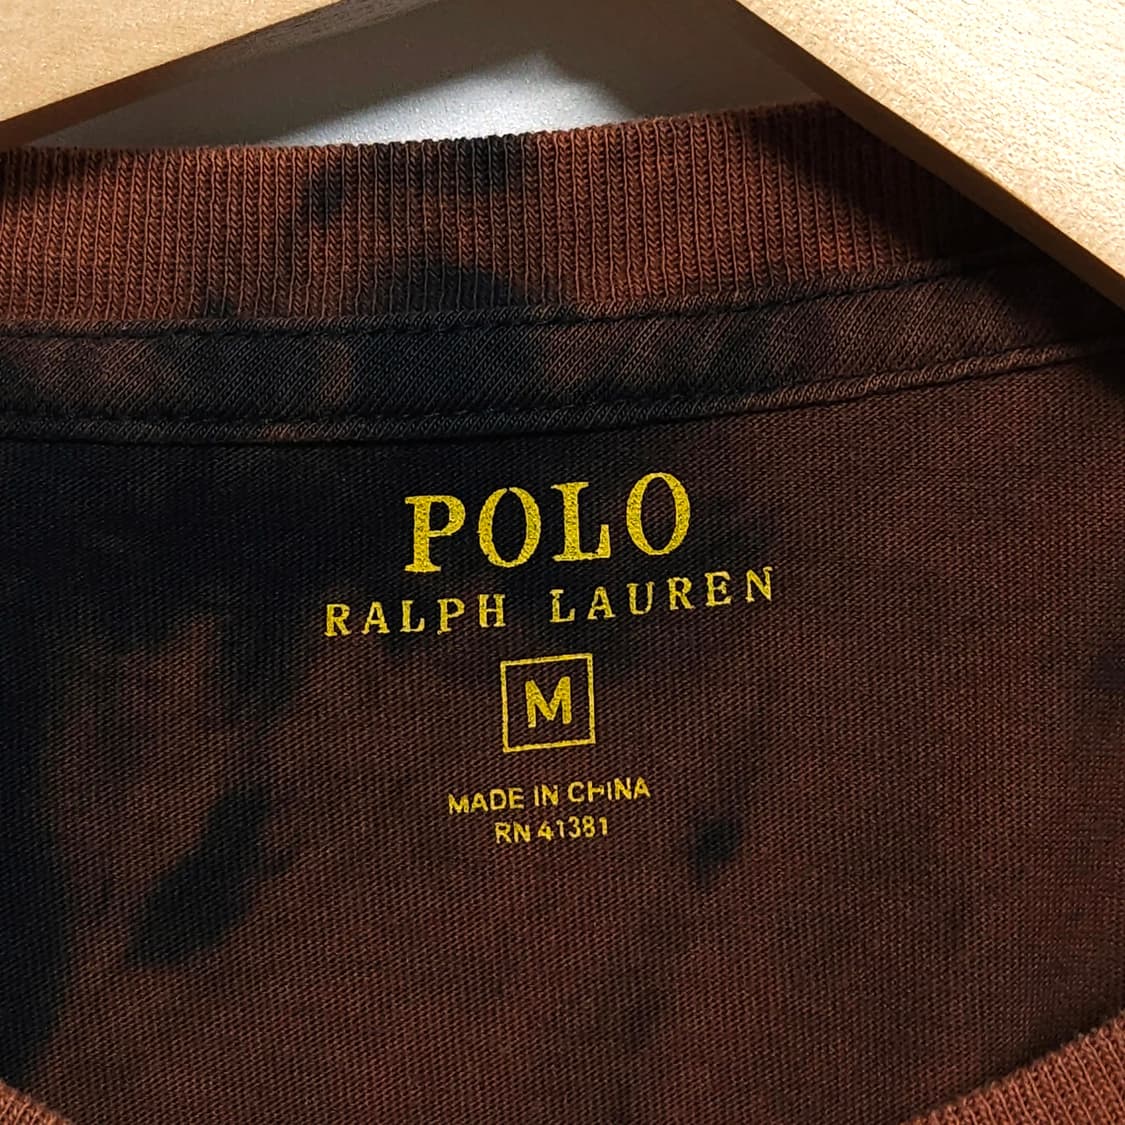 POLO
RALPH LAUREN
M
MADE IN CHINA
RN 41381